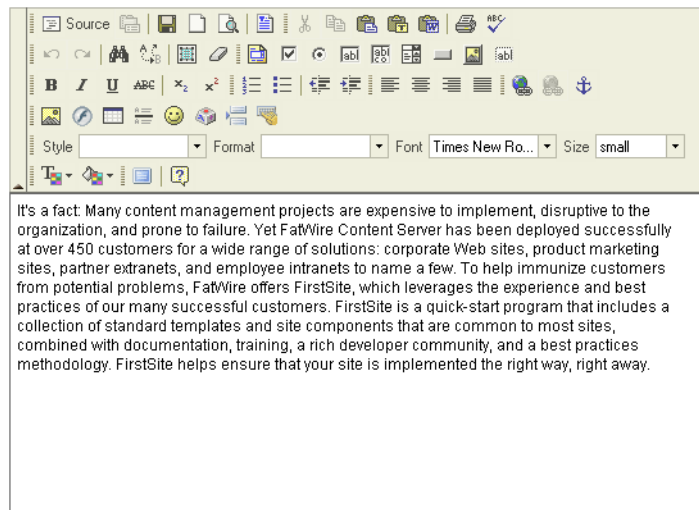 Source ABC
B I U ABC x₂ x²
Style Format Font Times New Ro... Size small
It's a fact: Many content management projects are expensive to implement, disruptive to the
organization, and prone to failure. Yet FatWire Content Server has been deployed successfully
at over 450 customers for a wide range of solutions: corporate Web sites, product marketing
sites, partner extranets, and employee intranets to name a few. To help immunize customers
from potential problems, FatWire offers FirstSite, which leverages the experience and best
practices of our many successful customers. FirstSite is a quick-start program that includes a
collection of standard templates and site components that are common to most sites,
combined with documentation, training, a rich developer community, and a best practices
methodology. FirstSite helps ensure that your site is implemented the right way, right away.